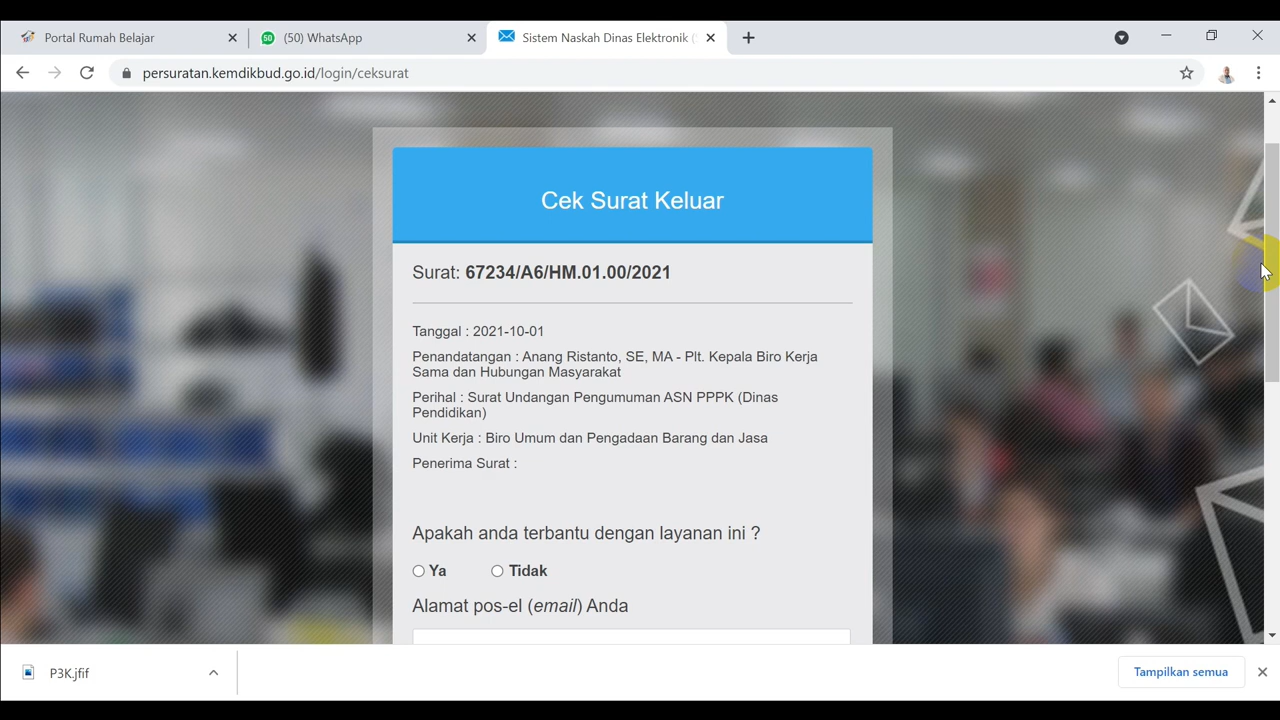 Portal Rumah Belajar
50
(50) WhatsApp
Sistem Naskah Dinas Elektronik (
persuratan.kemdikbud.go.id/login/ceksurat
Cek Surat Keluar
Surat: 67234/A6/HM.01.00/2021
Tanggal : 2021-10-01
Penandatangan : Anang Ristanto, SE, MA - Plt. Kepala Biro Kerja
Sama dan Hubungan Masyarakat
Perihal : Surat Undangan Pengumuman ASN PPPK (Dinas
Pendidikan)
Unit Kerja : Biro Umum dan Pengadaan Barang dan Jasa
Penerima Surat :
Apakah anda terbantu dengan layanan ini ?
Ya Tidak
Alamat pos-el (email) Anda
P3K.jfif
Tampilkan semua